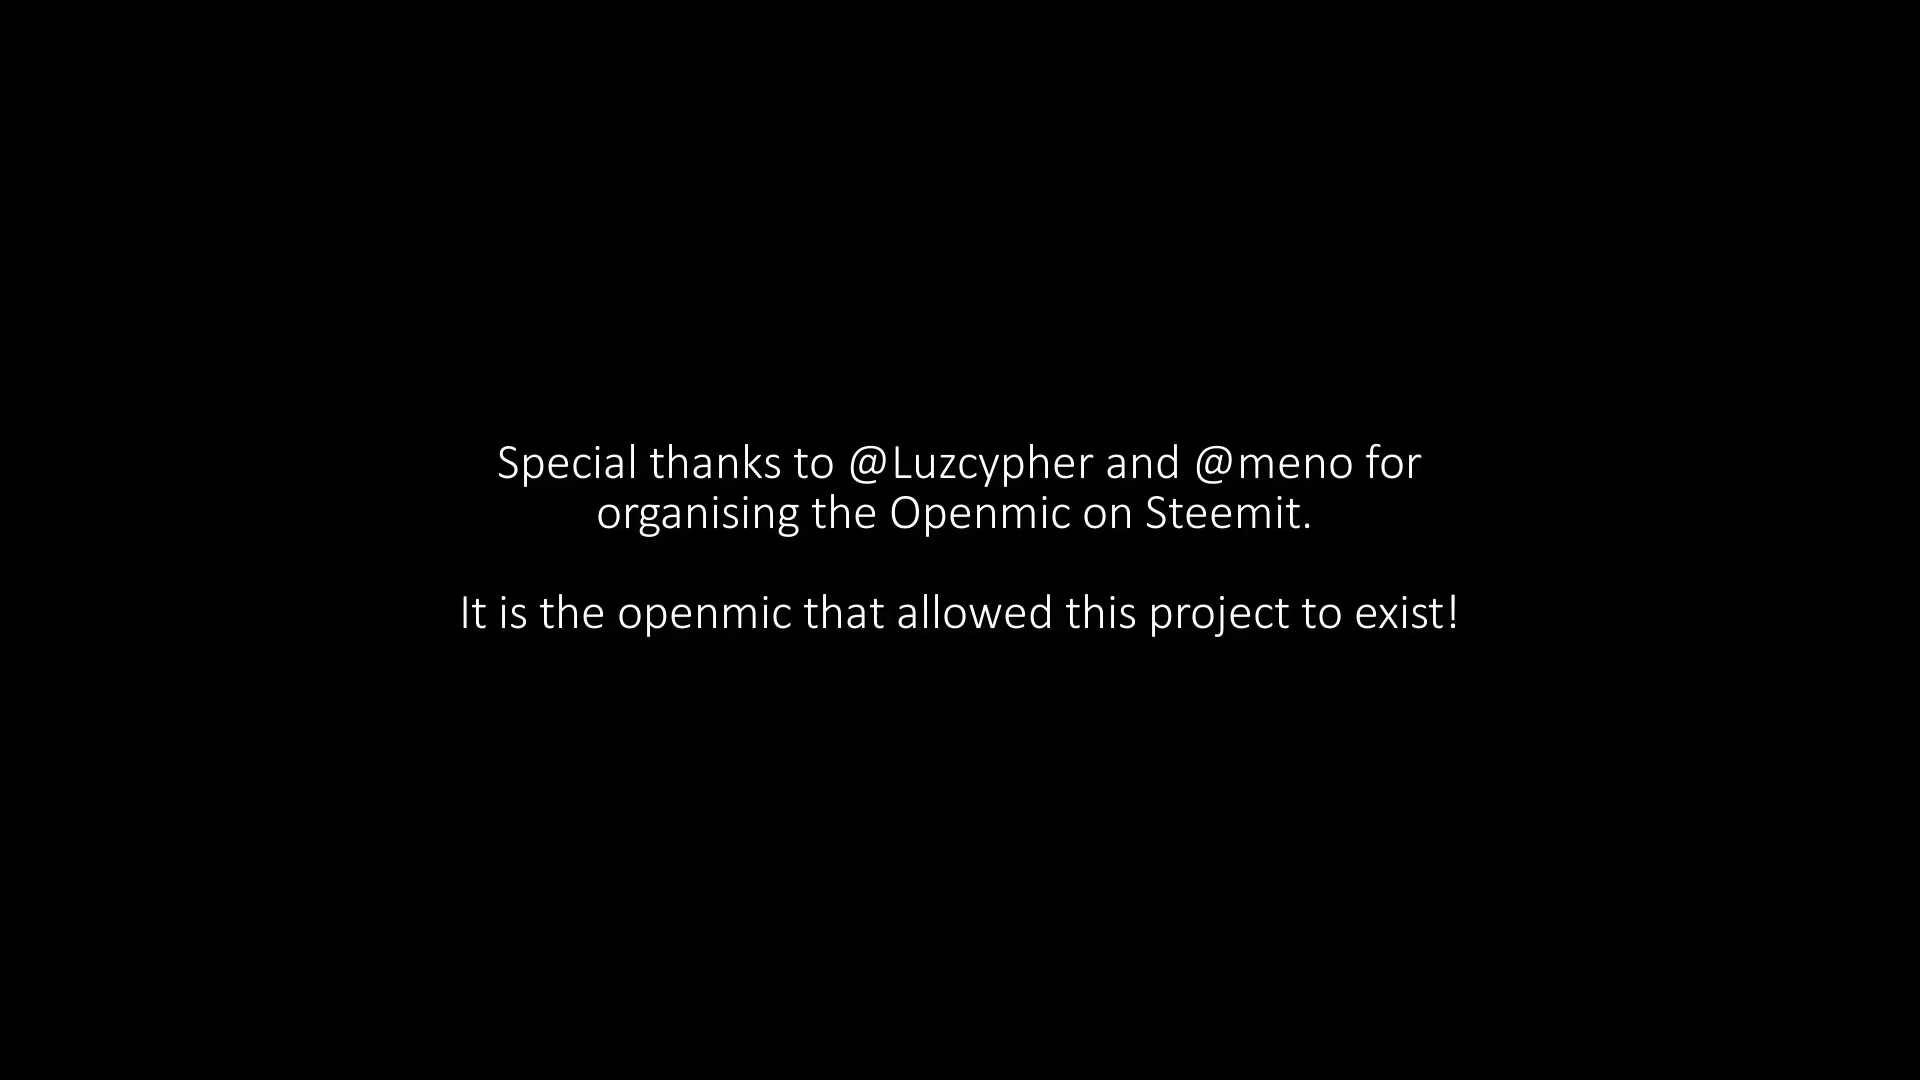 Special thanks to @Luzcypher and @meno for
organising the Openmic on Steemit.
It is the openmic that allowed this project to exist!